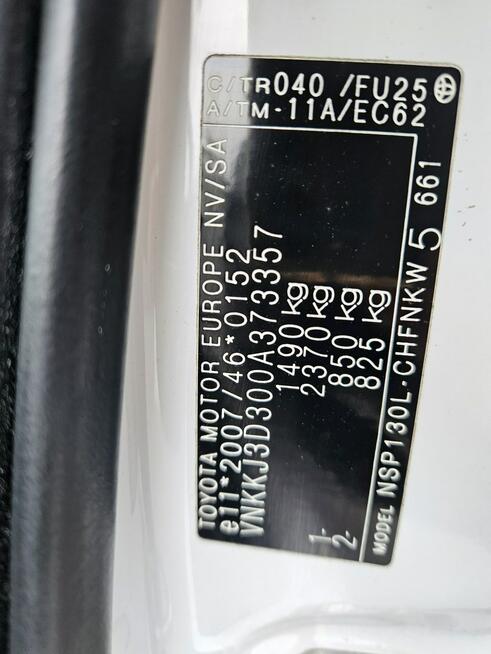 TOYOTA MOTOR EUROPE NV/SA
e11*2007/46*0152
VNKKJ3D300A373357
1490 kg
2370 kg
1- 850 kg
2- 825 kg
MODEL NSP130L-CHFNKW 5 661
C/TR040 /FU25
A/TM-11A/EC62